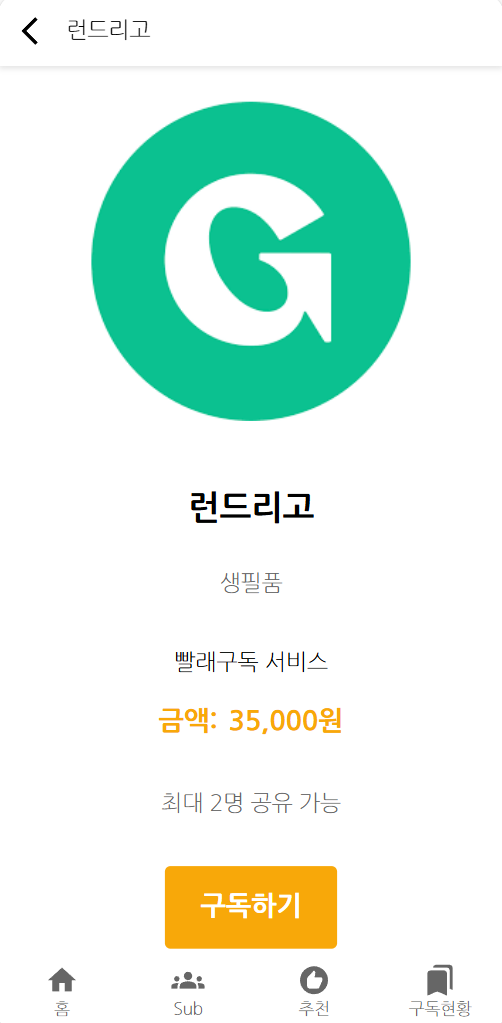 런드리고
G
런드리고
생필품
빨래구독 서비스
금액: 35,000원
최대 2명 공유 가능
구독하기
홈
Sub
추천
구독현황